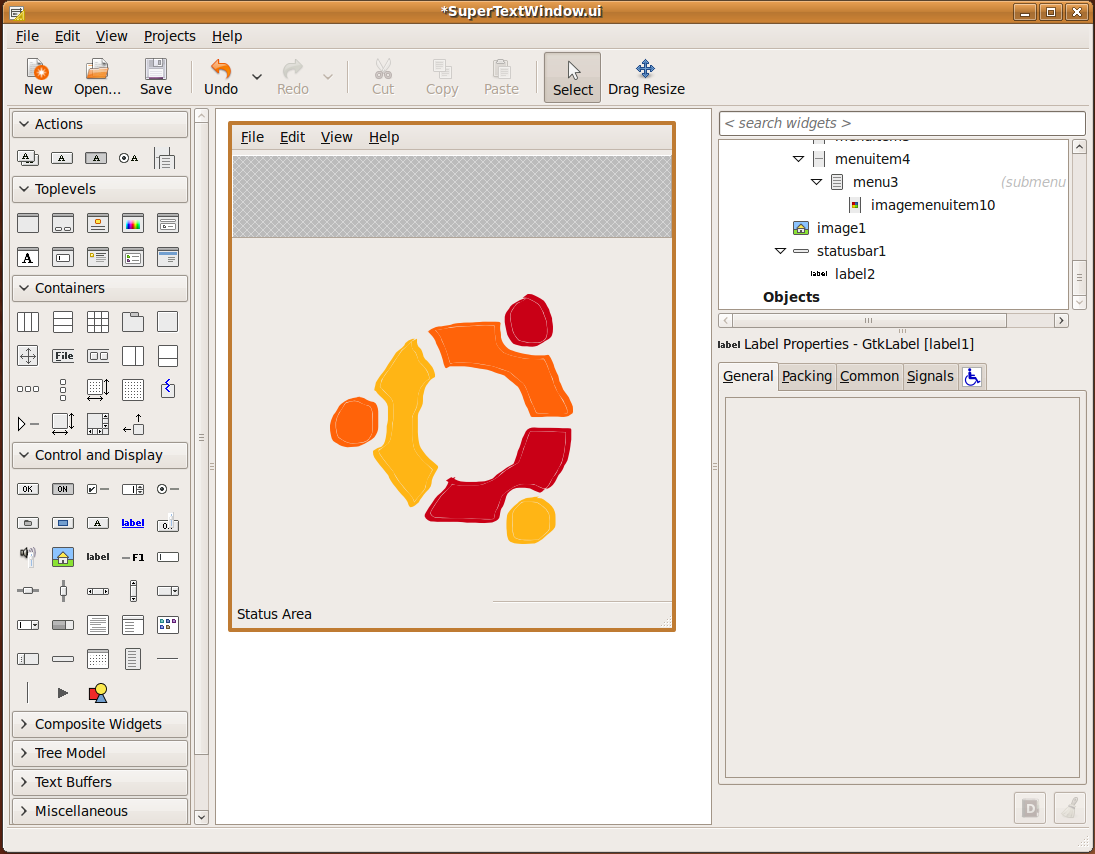 *SuperTextWindow.ui
File Edit View Projects Help
New Open... Save Undo Redo Cut Copy Paste Select Drag Resize
Actions
A A A A
Toplevels
A
Containers
File
Control and Display
OK ON
A label 0..
label F1
Composite Widgets
Tree Model
Text Buffers
Miscellaneous
File Edit View Help
Status Area
< search widgets >
menuitem4
menu3 (submenu
imagemenuitem10
image1
statusbar1
label label2
Objects
label Label Properties - GtkLabel [label1]
General Packing Common Signals
D